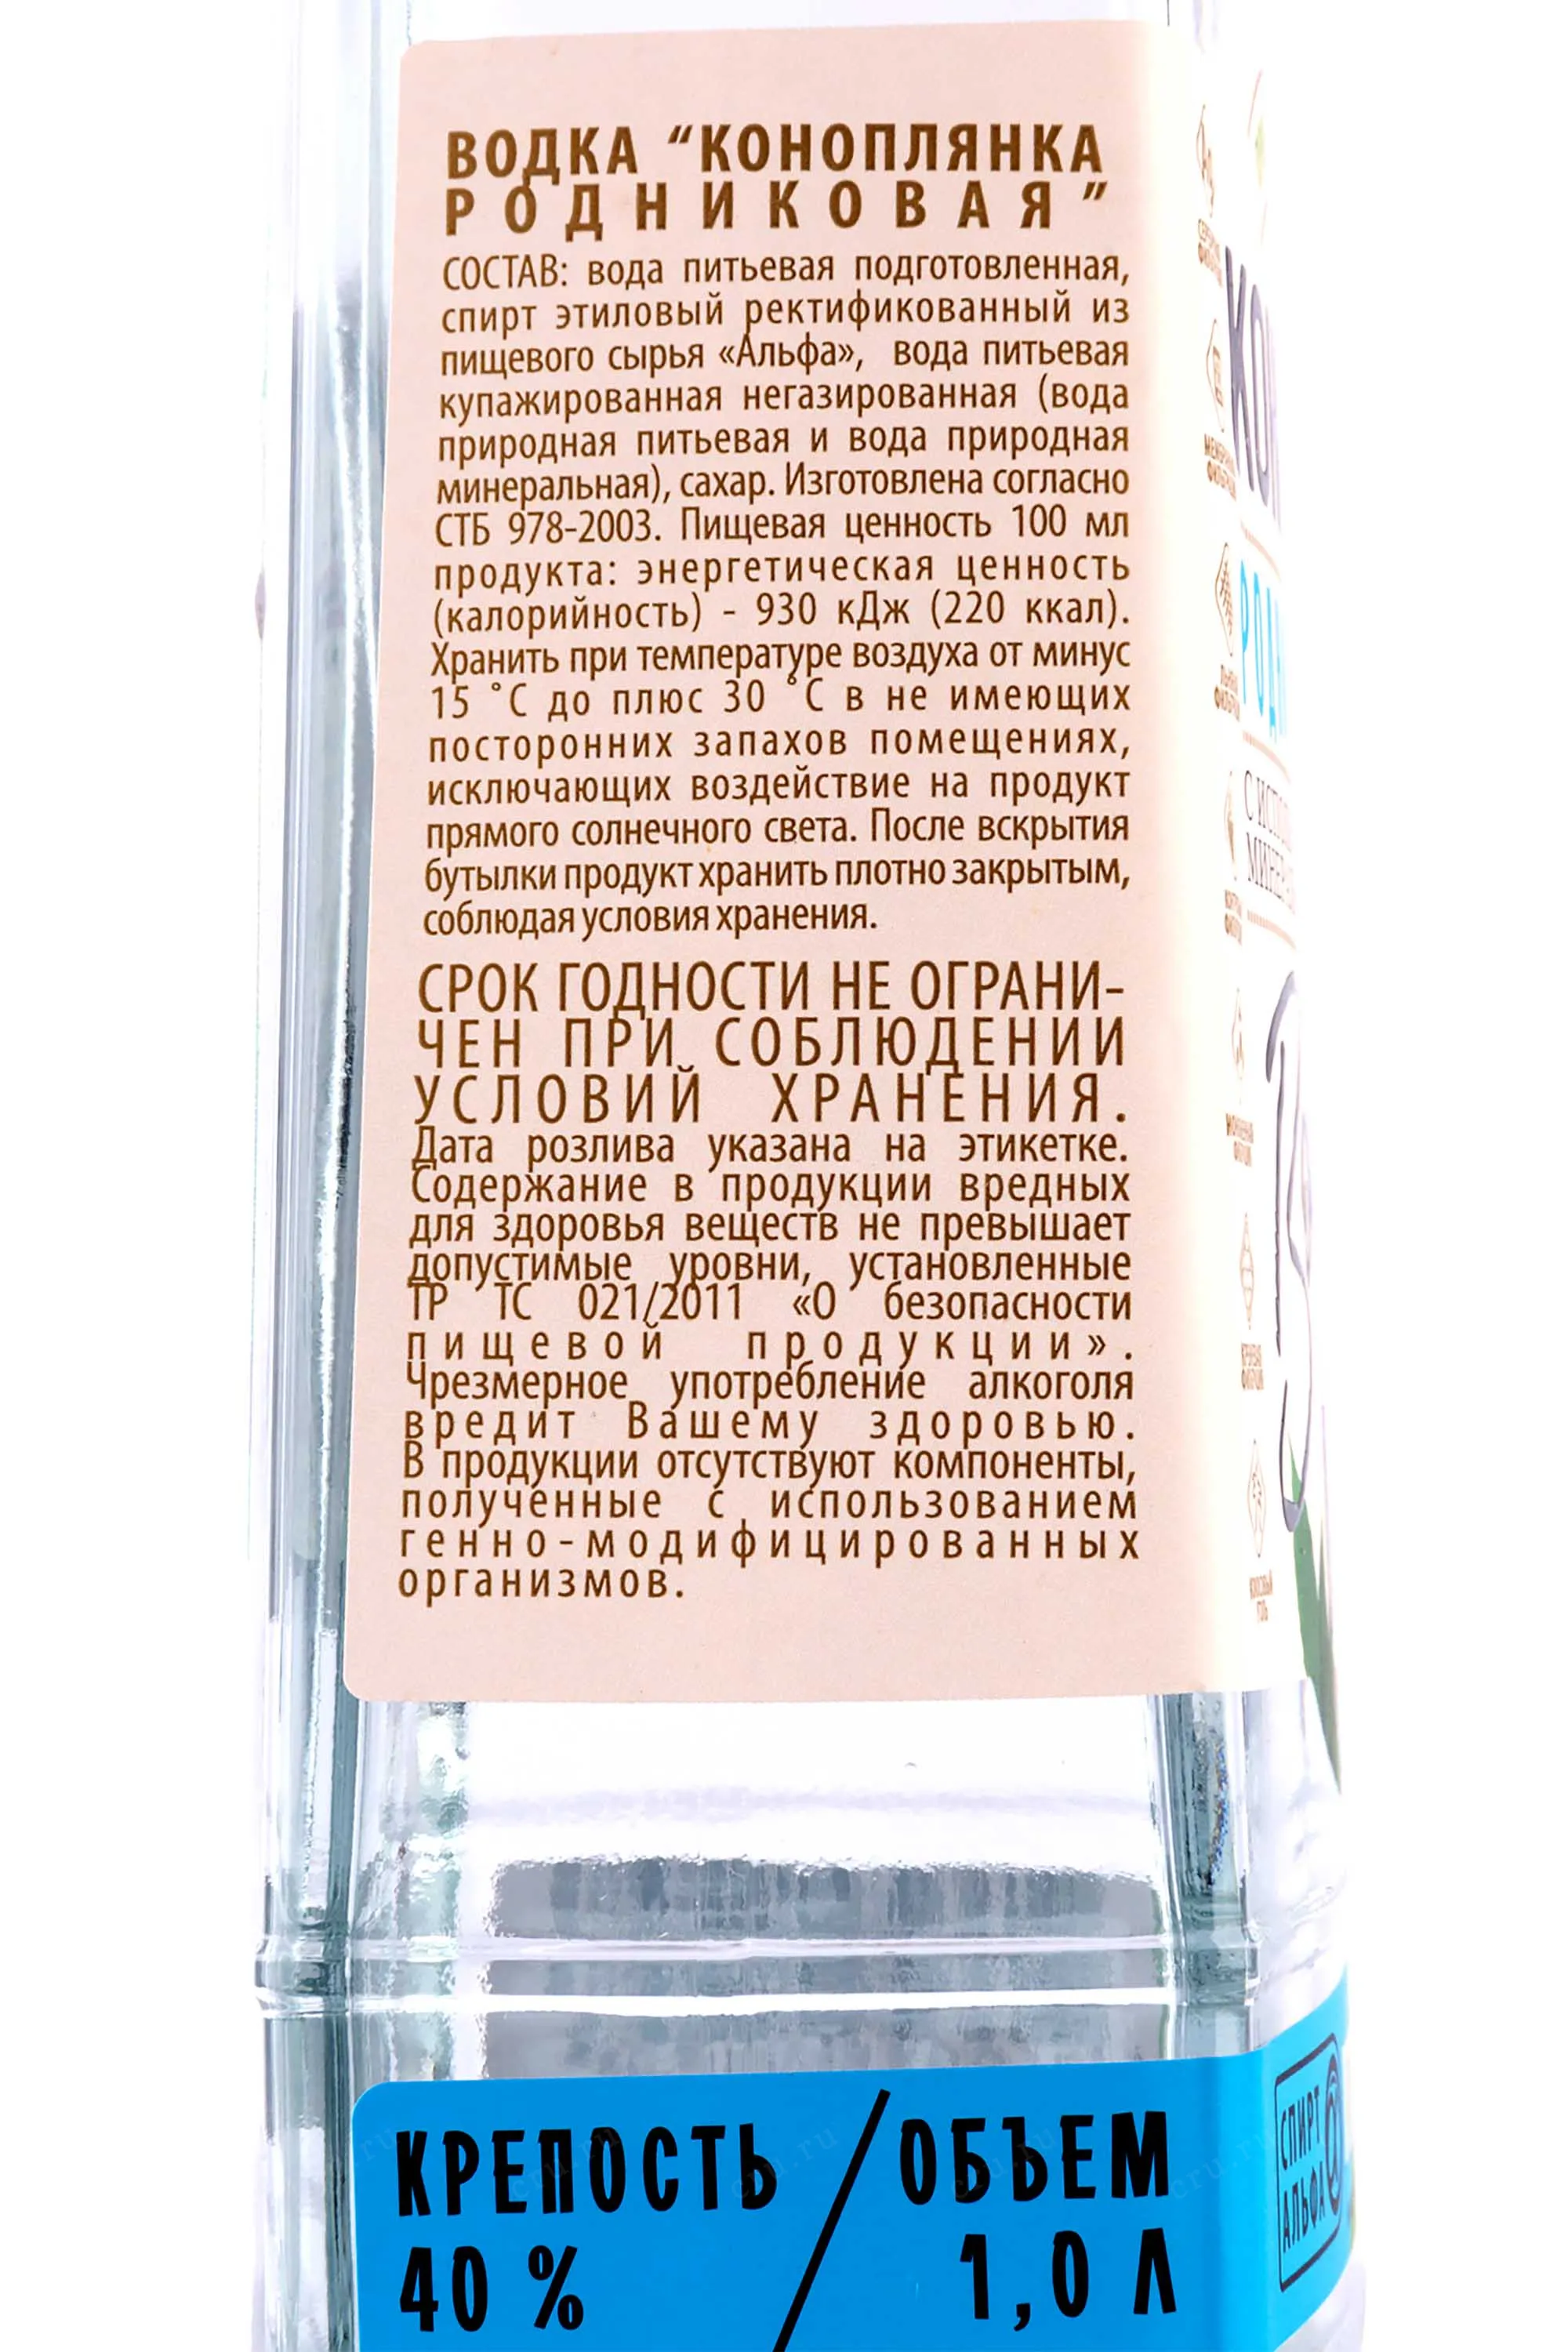 ВОДКА “КОНОПЛЯНКА
РОДНИКОВАЯ”
СОСТАВ: вода питьевая подготовленная,
спирт этиловый ректификованный из
пищевого сырья «Альфа», вода питьевая
купажированная негазированная (вода
природная питьевая и вода природная
минеральная), сахар. Изготовлена согласно
СТБ 978-2003. Пищевая ценность 100 мл
продукта: энергетическая ценность
(калорийность) - 930 кДж (220 ккал).
Хранить при температуре воздуха от минус
15 ˚С до плюс 30 ˚С в не имеющих
посторонних запахов помещениях,
исключающих воздействие на продукт
прямого солнечного света. После вскрытия
бутылки продукт хранить плотно закрытым,
соблюдая условия хранения.
СРОК ГОДНОСТИ НЕ ОГРАНИ-
ЧЕН ПРИ СОБЛЮДЕНИИ
УСЛОВИЙ ХРАНЕНИЯ.
Дата розлива указана на этикетке.
Содержание в продукции вредных
для здоровья веществ не превышает
допустимые уровни, установленные
ТР ТС 021/2011 «О безопасности
пищевой продукции».
Чрезмерное употребление алкоголя
вредит Вашему здоровью.
В продукции отсутствуют компоненты,
полученные с использованием
генно-модифицированных
организмов.
КРЕПОСТЬ / ОБЪЕМ
40 % 1,0 Л
СПИРТ
АЛЬФА